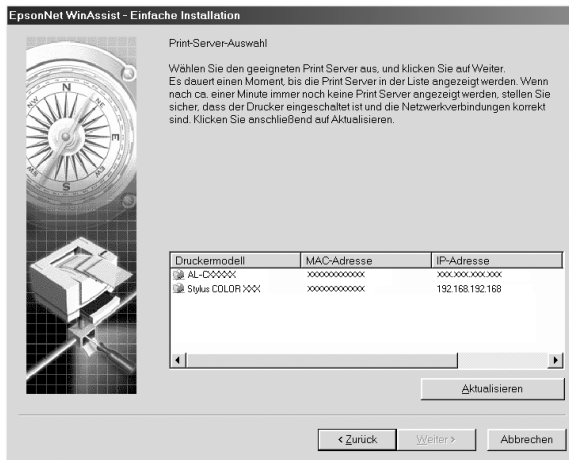 EpsonNet WinAssist - Einfache Installation
Print-Server-Auswahl
Wählen Sie den geeigneten Print Server aus, und klicken Sie auf Weiter.
Es dauert einen Moment, bis die Print Server in der Liste angezeigt werden. Wenn
nach ca. einer Minute immer noch keine Print Server angezeigt werden, stellen Sie
sicher, dass der Drucker eingeschaltet ist und die Netzwerkverbindungen korrekt
sind. Klicken Sie anschließend auf Aktualisieren.
N
NW
W
E
SW
S
Druckermodell MAC-Adresse IP-Adresse
AL-CXXXX XXXXXXXXXXXX XXX.XXX.XXX.XXX
Stylus COLOR XXX XXXXXXXXXXXX 192.168.192.168
Aktualisieren
< Zurück Weiter > Abbrechen